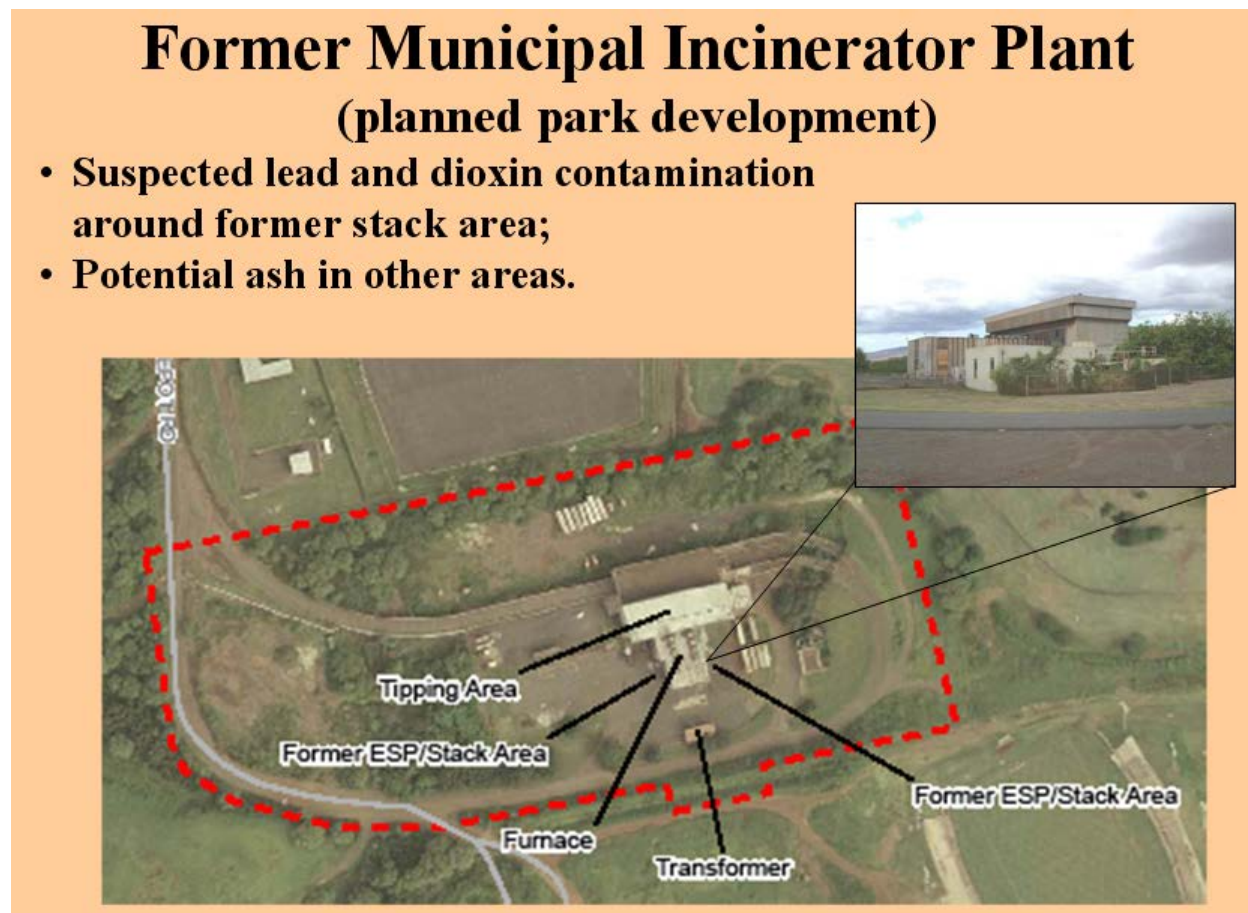 Former Municipal Incinerator Plant
(planned park development)
• Suspected lead and dioxin contamination
around former stack area;
• Potential ash in other areas.
Tipping Area
Former ESP/Stack Area
Former ESP/Stack Area
Furnace
Transformer